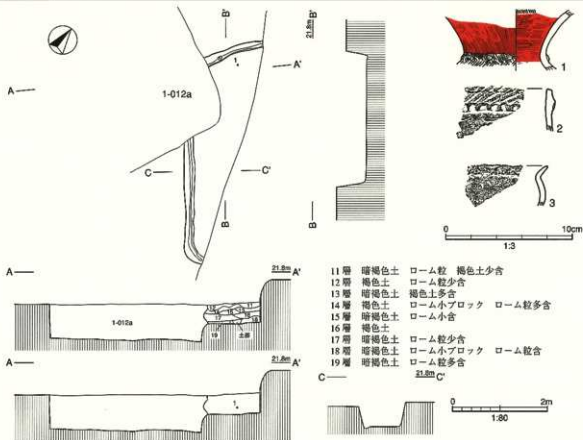 B'
A'
1
A
1-012a
C
C'
B
21.8m B'
B
1
2
3
0 10cm
1:3
A 21.8m A'
1-012a
17
18
19
土器
A 21.8m A'
1
11層 暗褐色土 ローム粒 褐色土少含
12層 褐色土 ローム粒少含
13層 暗褐色土 褐色土多含
14層 暗褐色土 ローム小ブロック ローム粒多含
15層 暗褐色土 ローム小含
16層 褐色土
17層 暗褐色土 ローム粒少含
18層 暗褐色土 ローム小ブロック ローム粒含
19層 暗褐色土 ローム粒多含
C 21.8m C'
0 2m
1:80